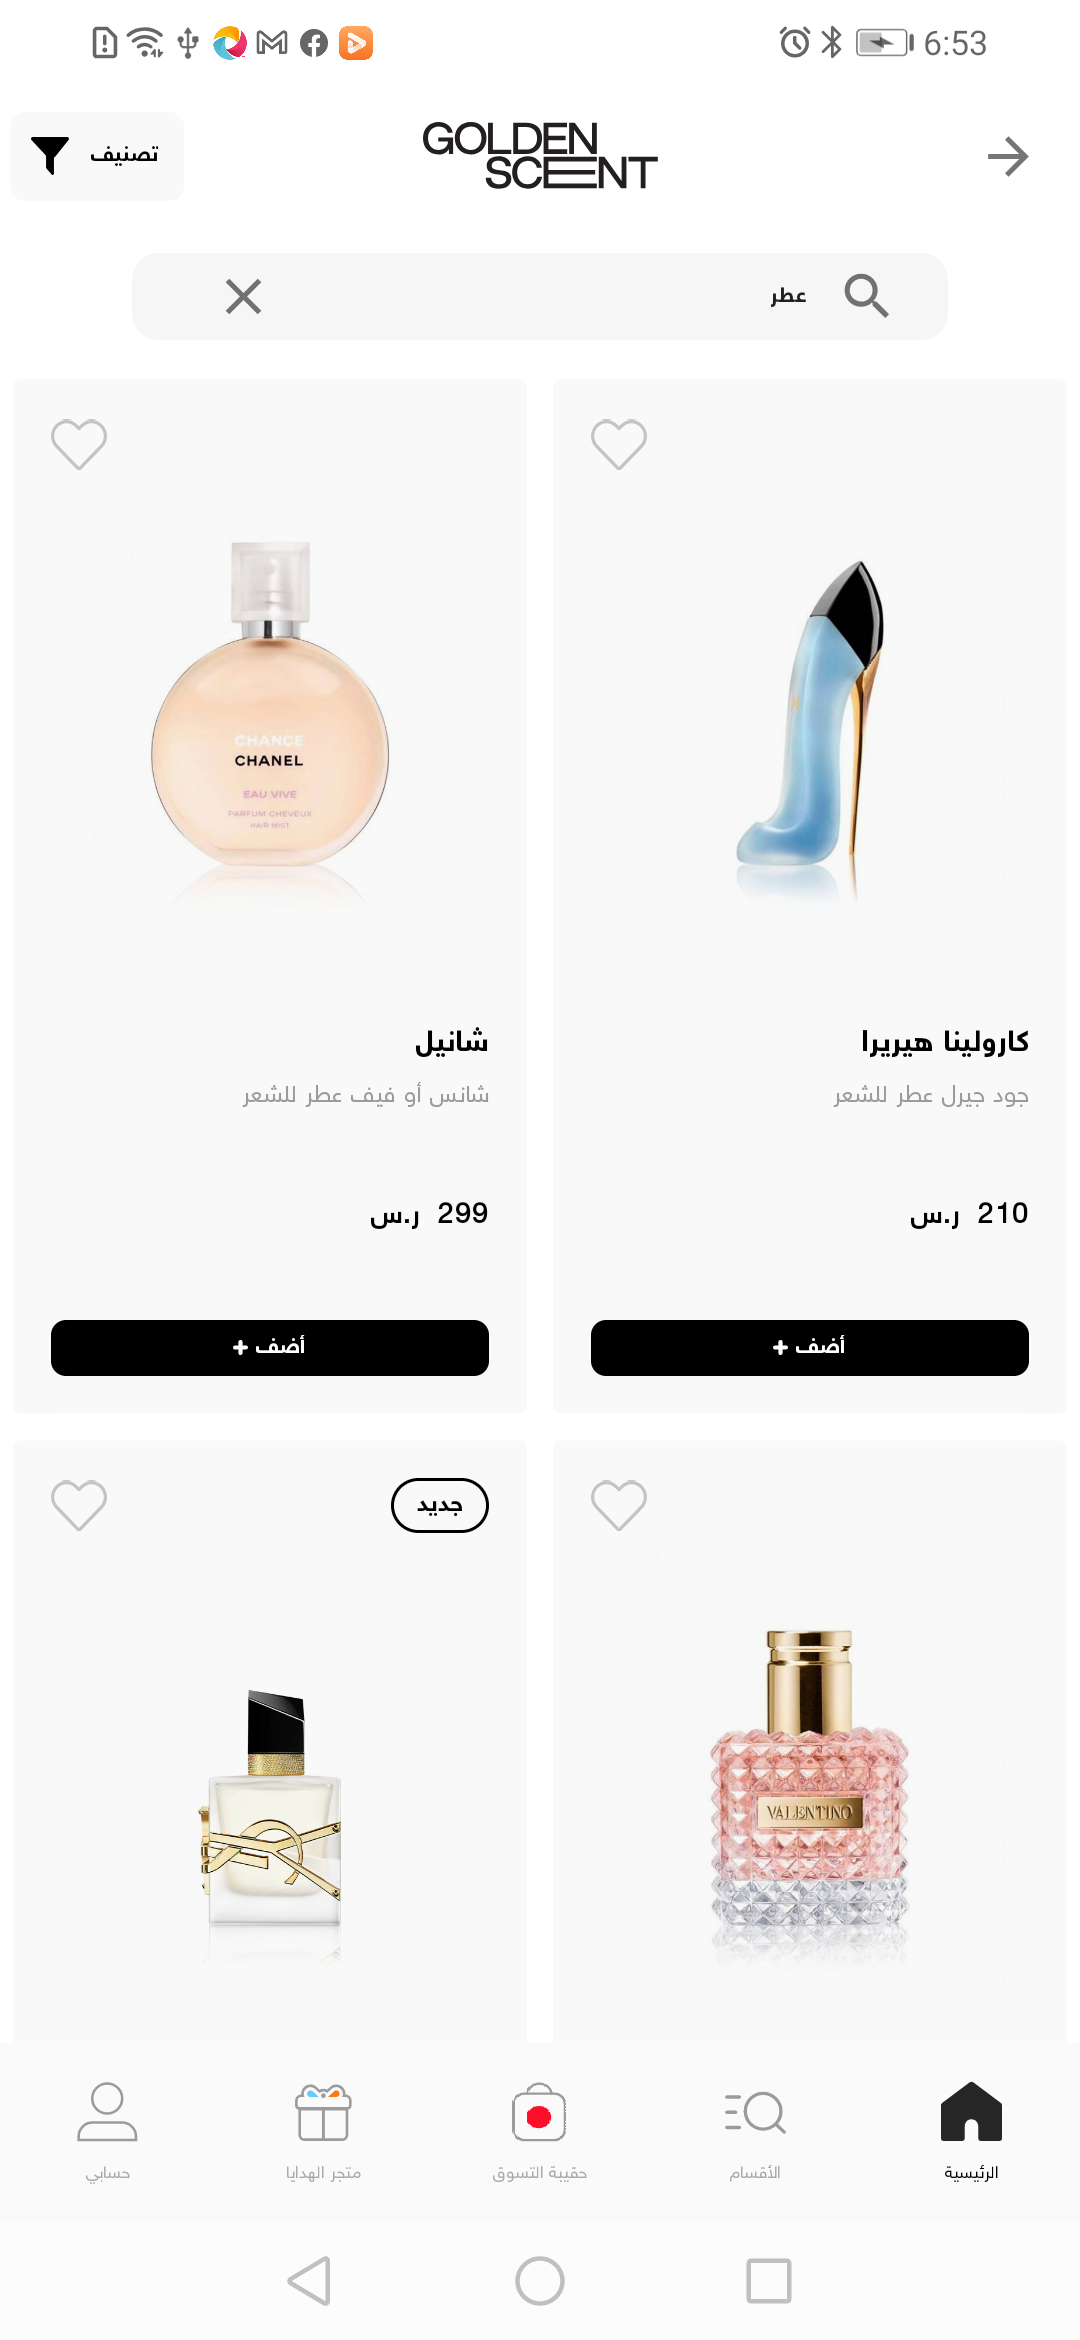 6:53
تصنيف
GOLDEN
SCENT
عطر
CHANCE
CHANEL
EAU VIVE
PARFUM CHEVEUX
HAIR MIST
كارولينا هيريرا
جود جيرل عطر للشعر
210 ر.س
أضف +
شانيل
شانس أو فيف عطر للشعر
299 ر.س
أضف +
VALENTINO
جديد
الرئيسية
الأقسام
حقيبة التسوق
متجر الهدايا
حسابي